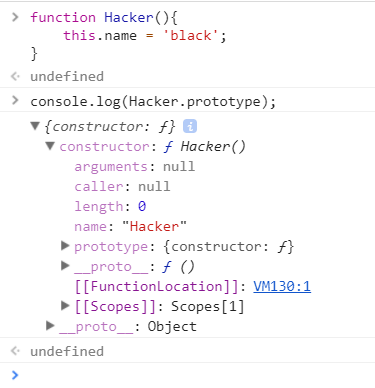 function Hacker(){
this.name = 'black';
}
undefined
console.log(Hacker.prototype);
{constructor: ƒ} i
constructor: ƒ Hacker()
arguments: null
caller: null
length: 0
name: "Hacker"
prototype: {constructor: ƒ}
__proto__: ƒ ()
[[FunctionLocation]]: VM130:1
[[Scopes]]: Scopes[1]
__proto__: Object
undefined